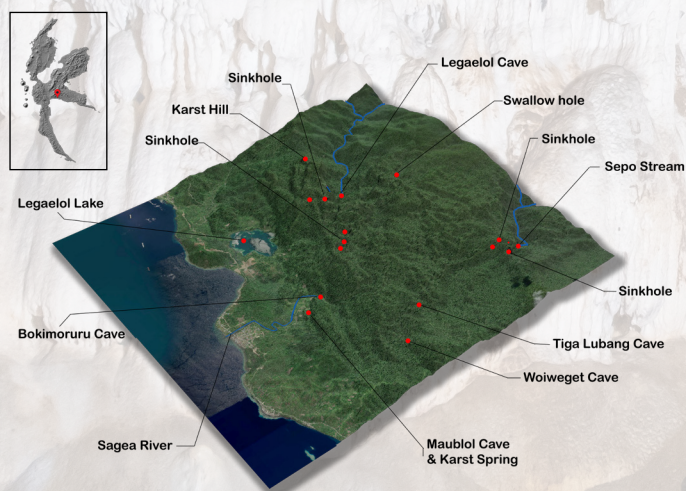 Legaelol Cave
Sinkhole
Swallow hole
Karst Hill
Sinkhole
Sinkhole
Sepo Stream
Legaelol Lake
Sinkhole
Bokimoruru Cave
Tiga Lubang Cave
Woiweget Cave
Sagea River
Maublol Cave
& Karst Spring